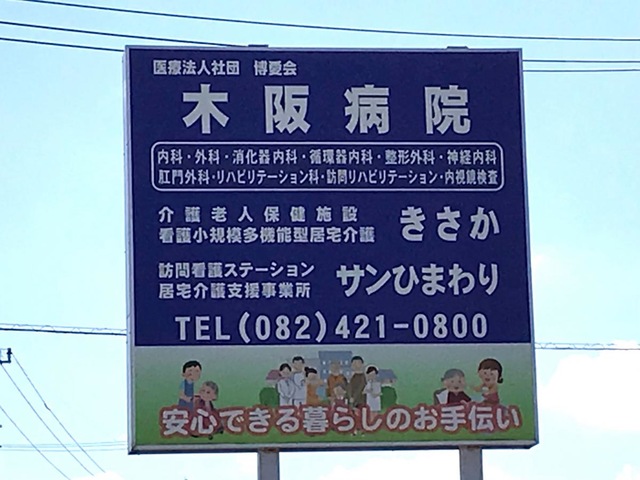 医療法人社団 博愛会
木阪病院
内科・外科・消化器内科・循環器内科・整形外科・神経内科
肛門外科・リハビリテーション科・訪問リハビリテーション・内視鏡検査
介護老人保健施設 きさか
看護小規模多機能型居宅介護
訪問看護ステーション サンひまわり
居宅介護支援事業所
TEL(082)421-0800
安心できる暮らしのお手伝い